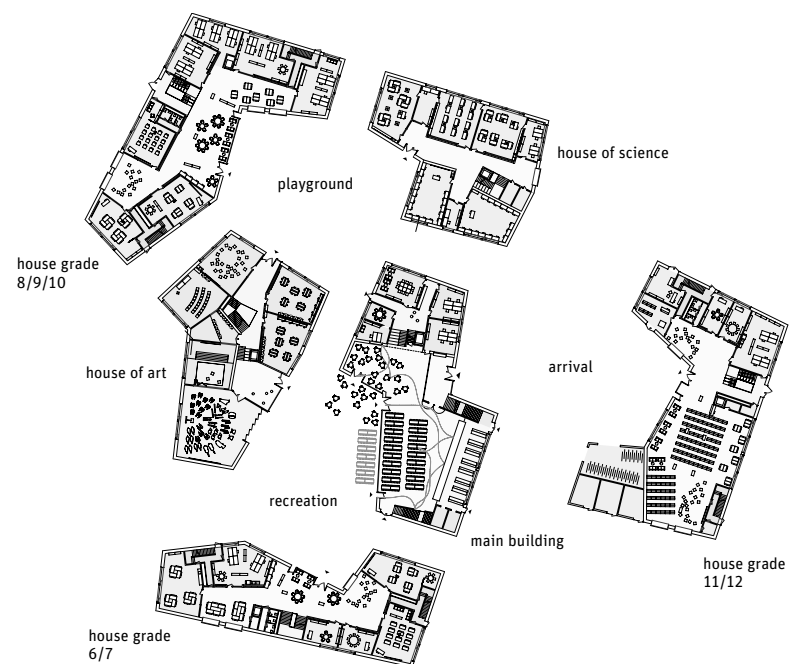 house of science
playground
house grade
8/9/10
house of art
arrival
recreation
main building
house grade
11/12
house grade
6/7